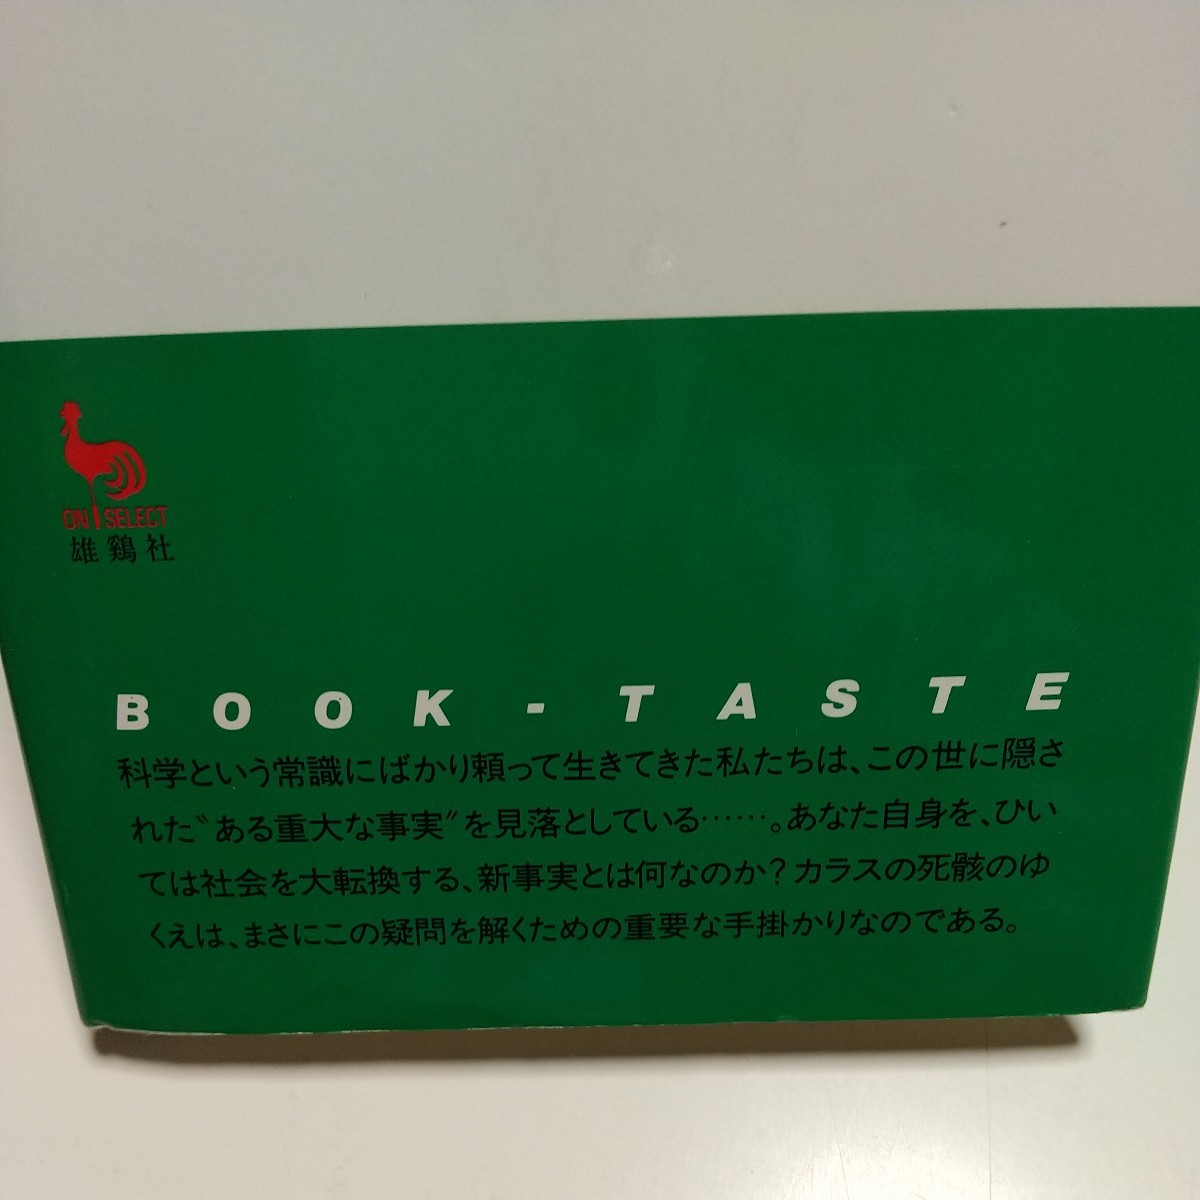 ON SELECT
雄鷄社
BOOK-TASTE
科学という常識にばかり頼って生きてきた私たちは、この世に隠さ
れた〝ある重大な事実〟を見落としている……。あなた自身を、ひい
ては社会を大転換する、新事実とは何なのか?カラスの死骸のゆ
くえは、まさにこの疑問を解くための重要な手掛かりなのである。